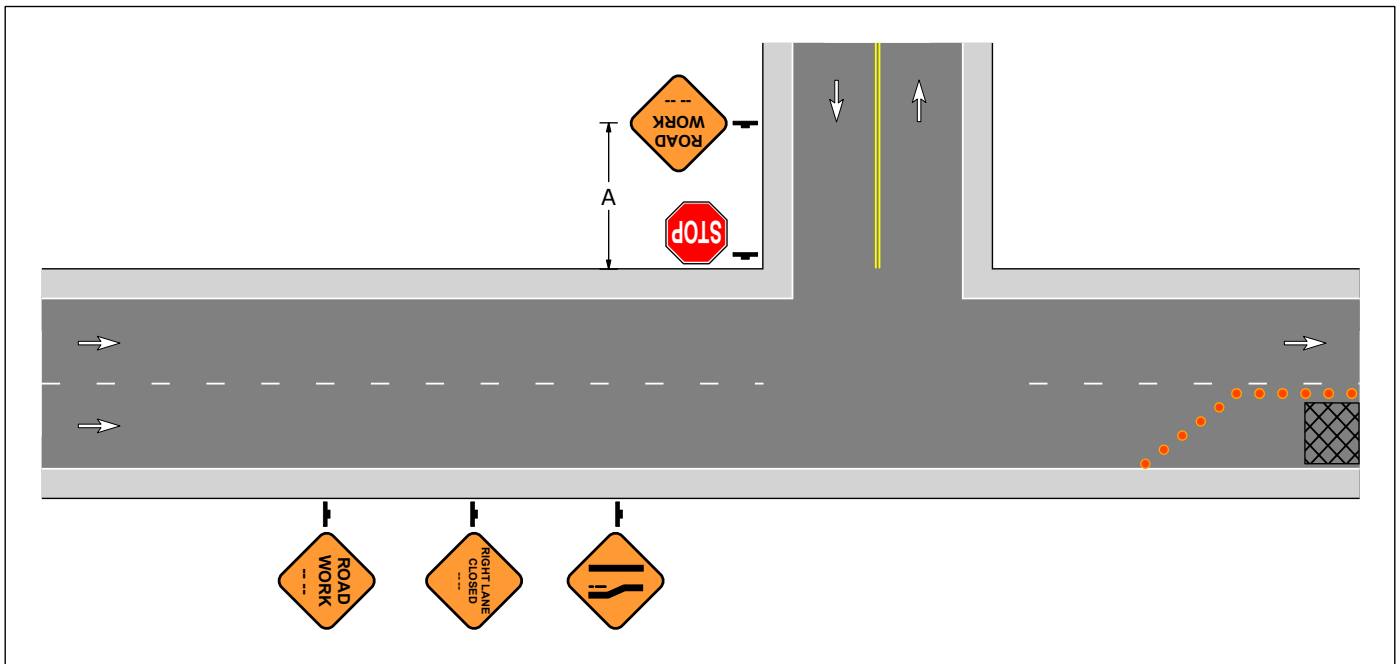 -- --
ROAD
WORK
-- --
A
STOP
ROAD
WORK
-- --
RIGHT LANE
CLOSED
-- --